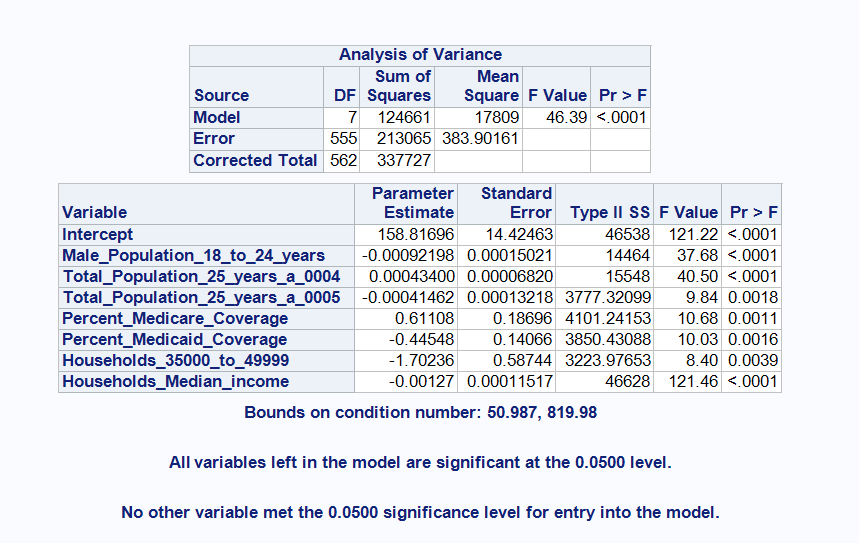 Analysis of Variance
Source DF Sum of Squares Mean Square F Value Pr > F
Model 7 124661 17809 46.39 <.0001
Error 555 213065 383.90161
Corrected Total 562 337727
Variable Parameter Estimate Standard Error Type II SS F Value Pr > F
Intercept 158.81696 14.42463 46538 121.22 <.0001
Male_Population_18_to_24_years -0.00092198 0.00015021 14464 37.68 <.0001
Total_Population_25_years_a_0004 0.00043400 0.00006820 15548 40.50 <.0001
Total_Population_25_years_a_0005 -0.00041462 0.00013218 3777.32099 9.84 0.0018
Percent_Medicare_Coverage 0.61108 0.18696 4101.24153 10.68 0.0011
Percent_Medicaid_Coverage -0.44548 0.14066 3850.43088 10.03 0.0016
Households_35000_to_49999 -1.70236 0.58744 3223.97653 8.40 0.0039
Households_Median_income -0.00127 0.00011517 46628 121.46 <.0001
Bounds on condition number: 50.987, 819.98
All variables left in the model are significant at the 0.0500 level.
No other variable met the 0.0500 significance level for entry into the model.